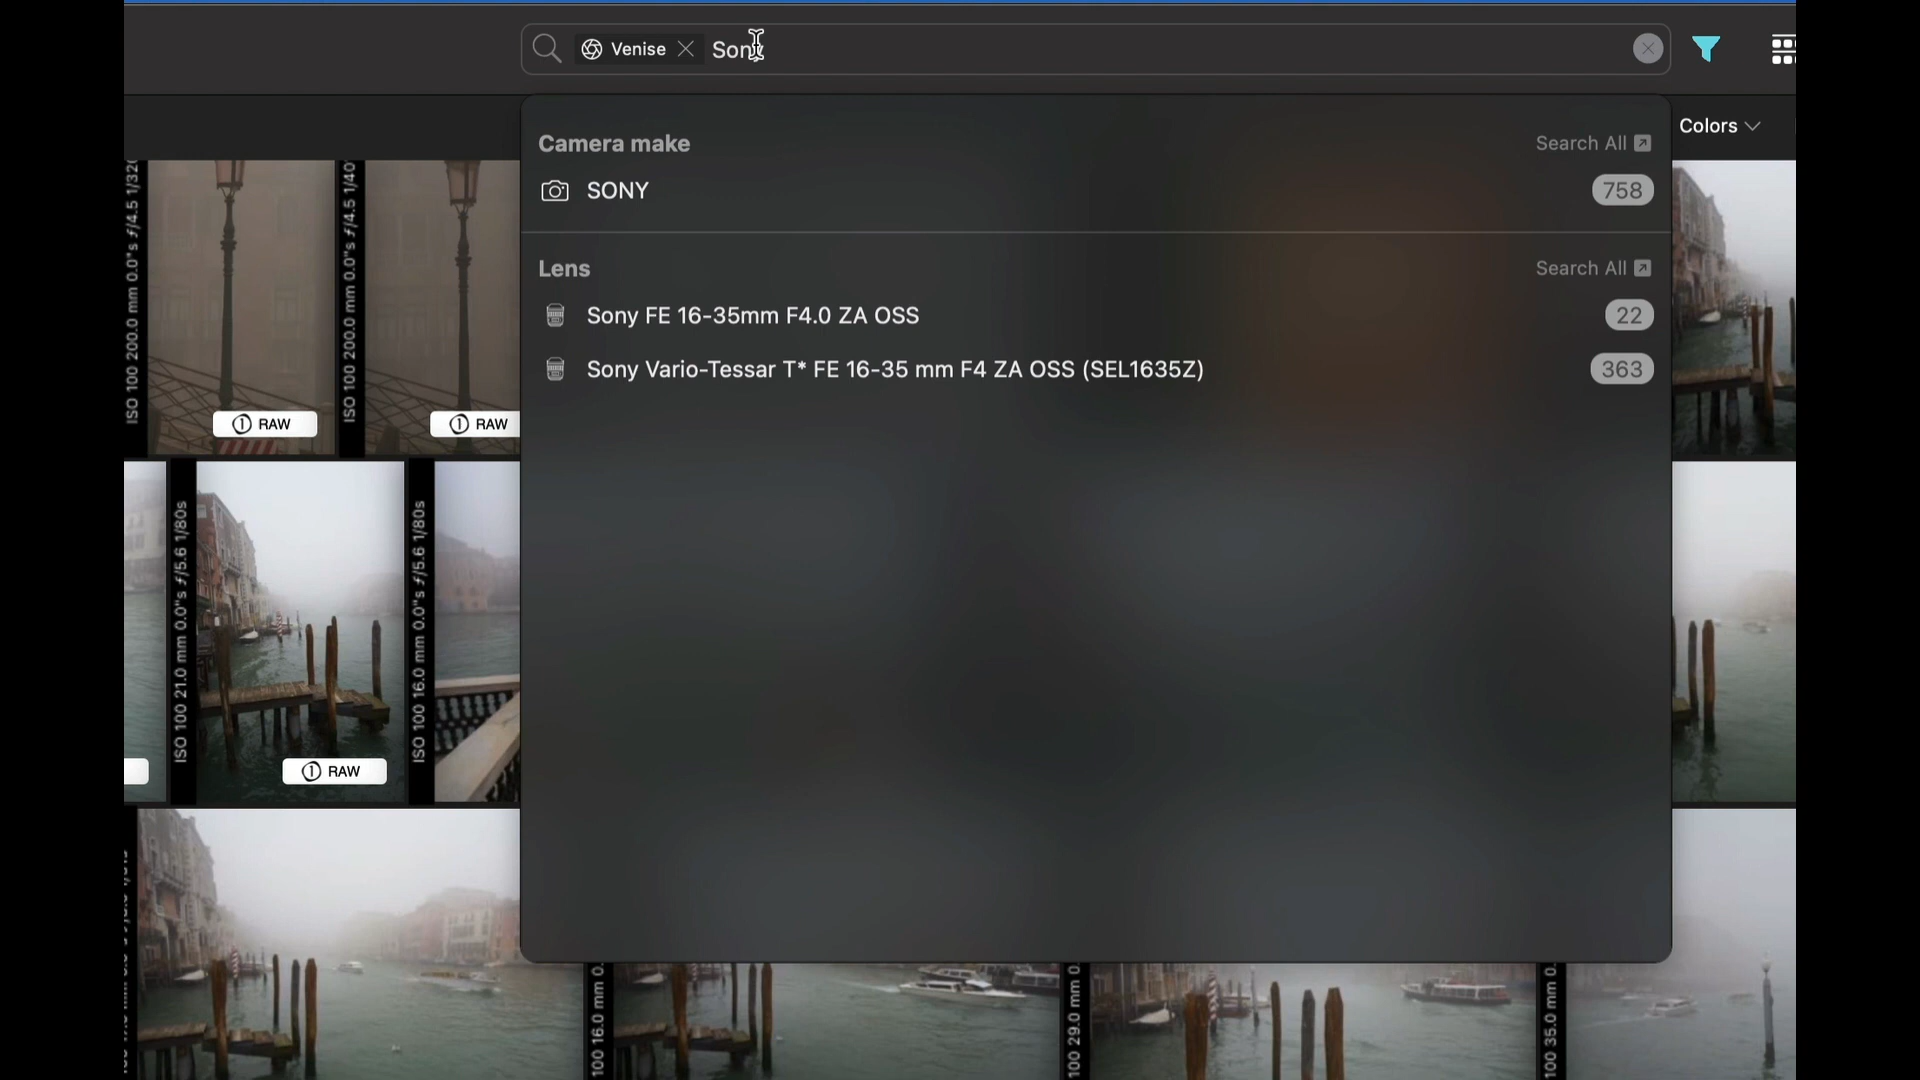 Venise Sony
Colors
Camera make Search All
SONY 758
Lens Search All
Sony FE 16-35mm F4.0 ZA OSS 22
Sony Vario-Tessar T* FE 16-35 mm F4 ZA OSS (SEL1635Z) 363
ISO 100 200.0 mm 0.0"s f/4.5 1/320
1 RAW
ISO 100 200.0 mm 0.0"s f/4.5 1/40
1 RAW
ISO 100 21.0 mm 0.0"s f/5.6 1/80s
1 RAW
ISO 100 16.0 mm 0.0"s f/5.6 1/80s
100 16.0 mm 0.
100 29.0 mm 0.
100 35.0 mm 0.